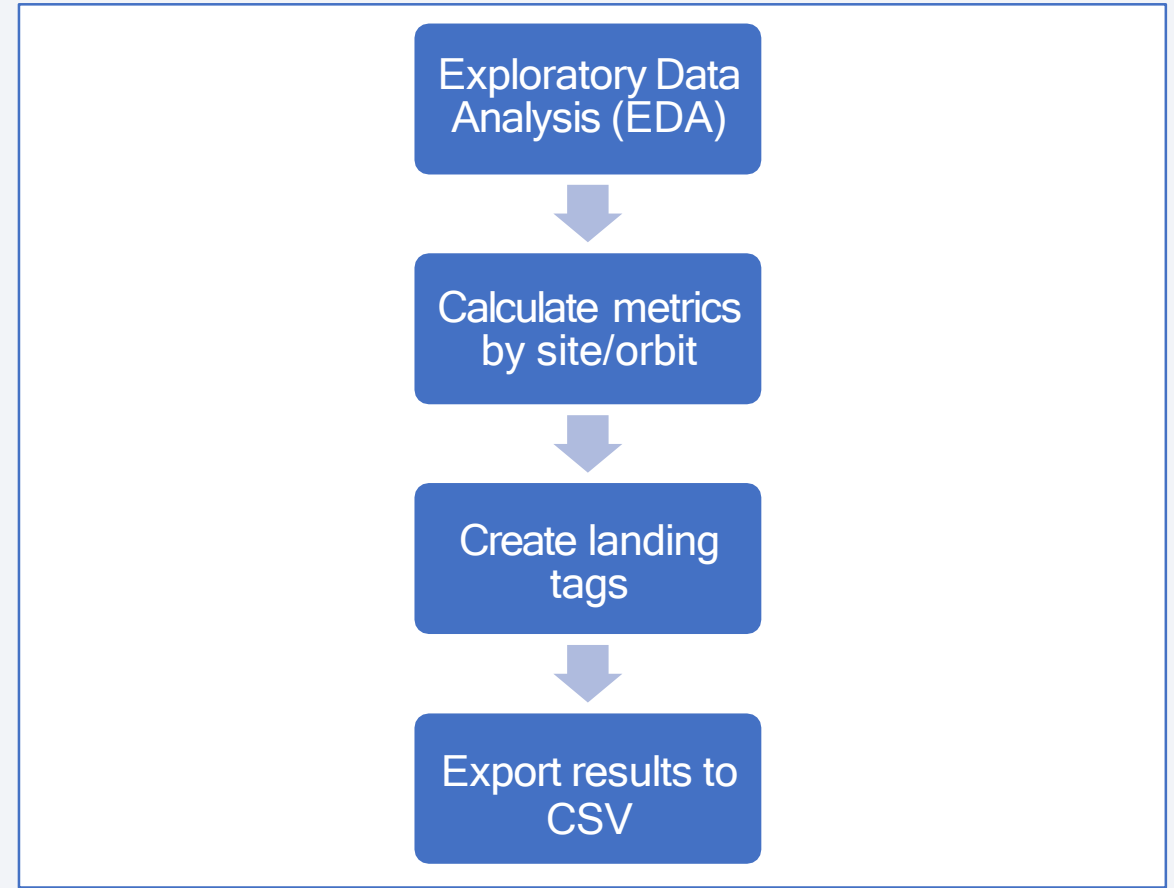 Exploratory Data
Analysis (EDA)
Calculate metrics
by site/orbit
Create landing
tags
Export results to
CSV